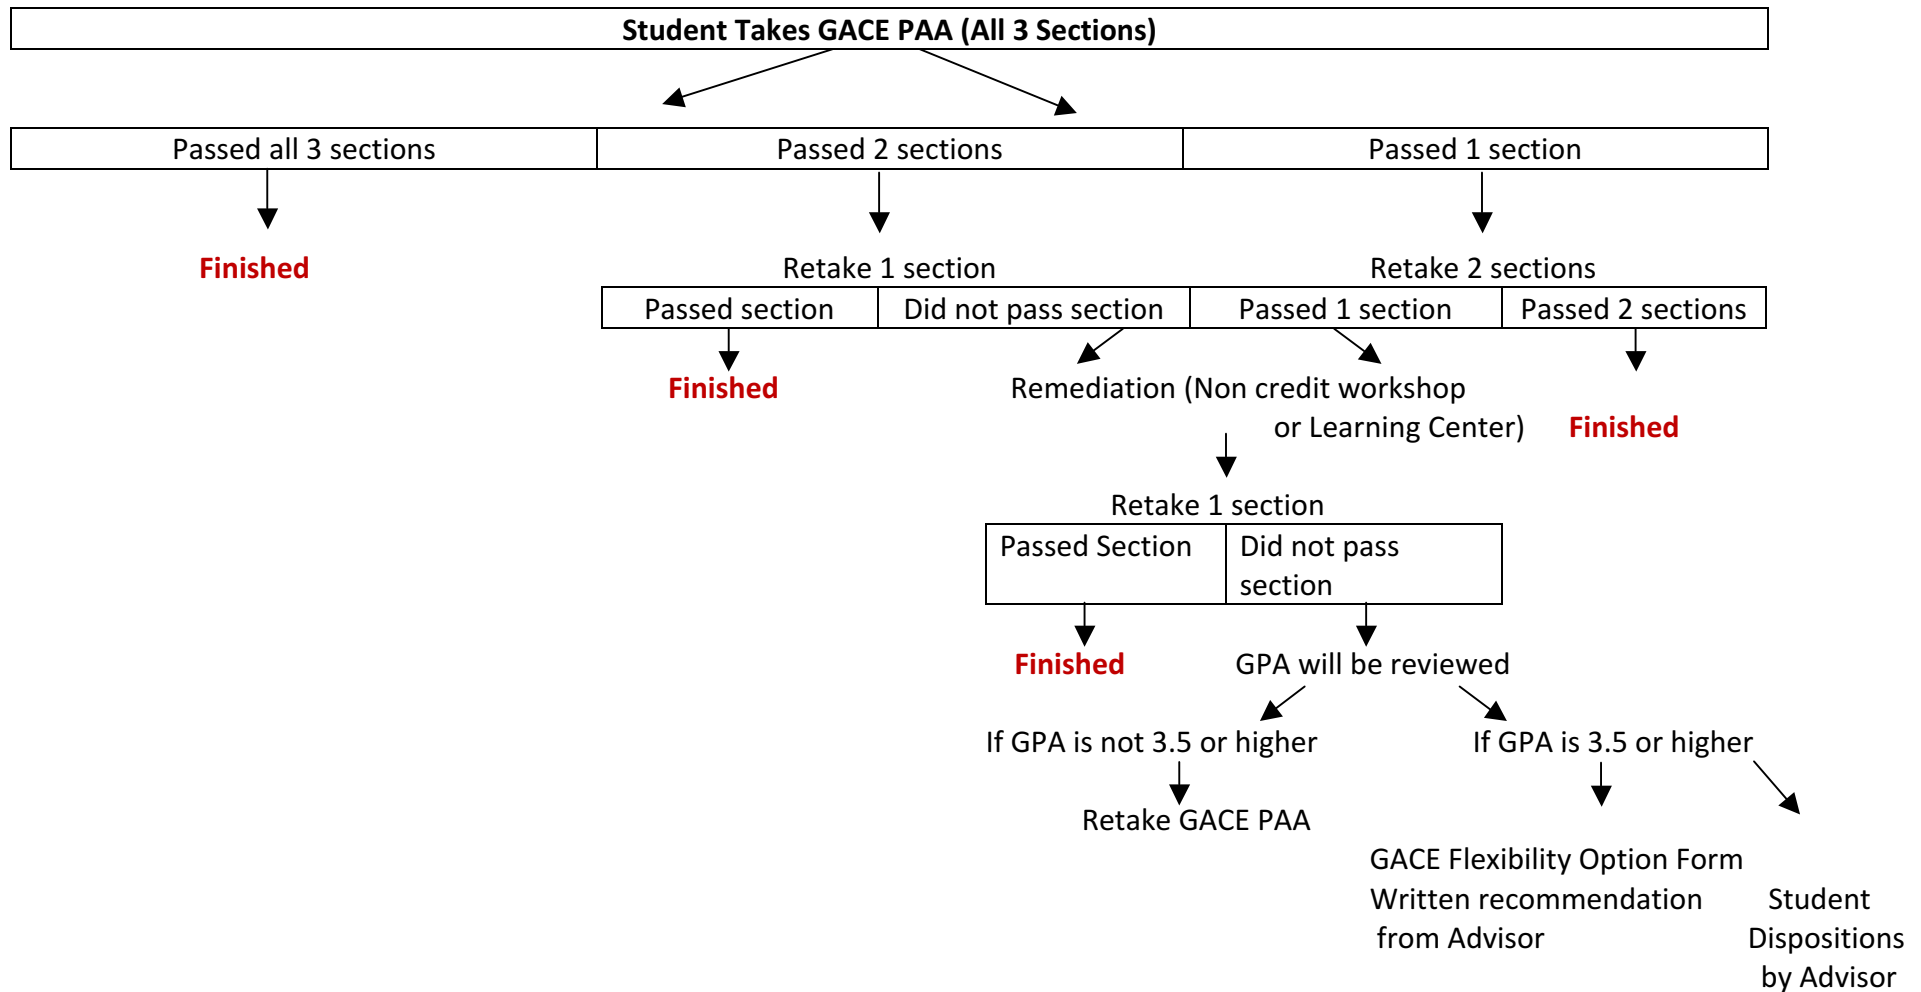 Student Takes GACE PAA (All 3 Sections)
Passed all 3 sections
Passed 2 sections
Passed 1 section
Finished
Retake 1 section
Retake 2 sections
Passed section
Did not pass section
Passed 1 section
Passed 2 sections
Finished
Remediation (Non credit workshop
or Learning Center)
Finished
Retake 1 section
Passed Section
Did not pass
section
Finished
GPA will be reviewed
If GPA is not 3.5 or higher
If GPA is 3.5 or higher
Retake GACE PAA
GACE Flexibility Option Form
Written recommendation
from Advisor
Student
Dispositions
by Advisor